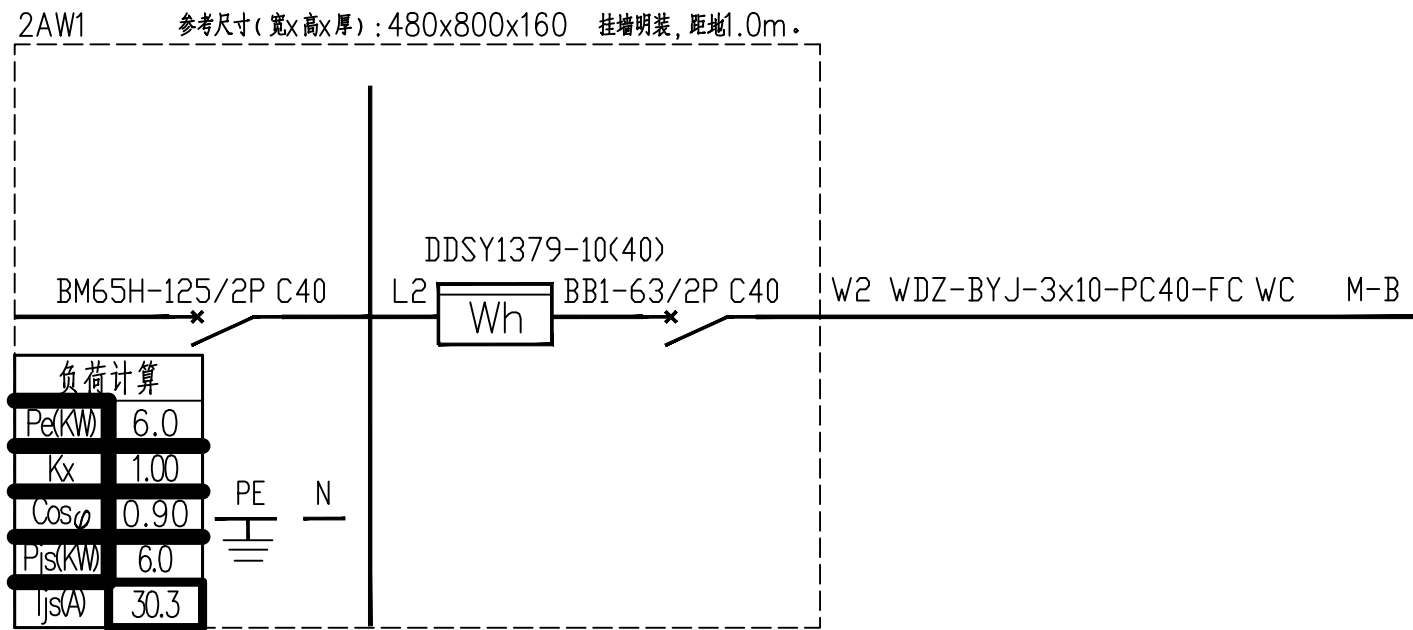 2AW1 参考尺寸(宽x高x厚):480x800x160 挂墙明装,距地1.0m.
DDSY1379-10(40)
BM65H-125/2P C40 L2 BB1-63/2P C40 W2 WDZ-BYJ-3x10-PC40-FC WC M-B
Wh
负荷计算
Pe(KW) 6.0
Kx 1.00
Cosφ 0.90
PE N
Pjs(KW) 6.0
Ijs(A) 30.3